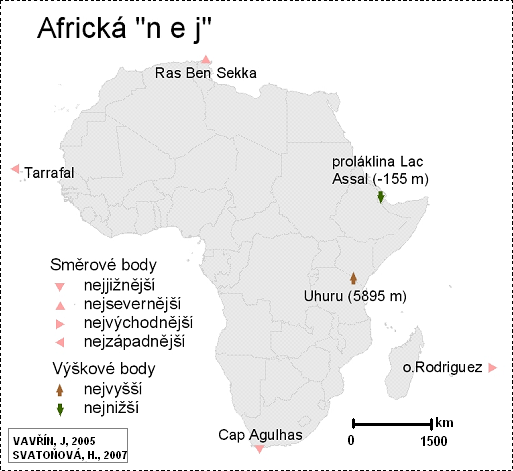 Africká "n e j"
Ras Ben Sekka
Tarrafal
proláklina Lac
Assal (-155 m)
Uhuru (5895 m)
Směrové body
nejjižnější
nejsevernější
nejvýchodnější
nejzápadnější
Výškové body
nejvyšší
nejnižší
o.Rodriguez
Cap Agulhas
km
0 1500
VAVŘÍN, J, 2005
SVATOŇOVÁ, H., 2007